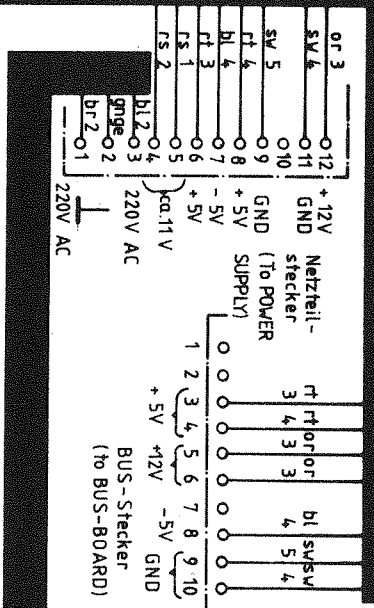 or 3
sw 4
sw 5
rt 4
bl 4
rt 3
rs 1
rs 2
bl 2
gnge
br 2
12 + 12V
11 GND
10
9 GND
8 + 5V
7 - 5V
6 + 5V
5
4 ca. 11 V
3 220V AC
2
1 220V AC
Netzteil-
stecker
(To POWER
SUPPLY)
rt rt or or bl sw sw
3 4 3 3 4 5 4
1 2 3 4 5 6 7 8 9 10
+ 5V +12V -5V GND
BUS-Stecker
(to BUS-BOARD)